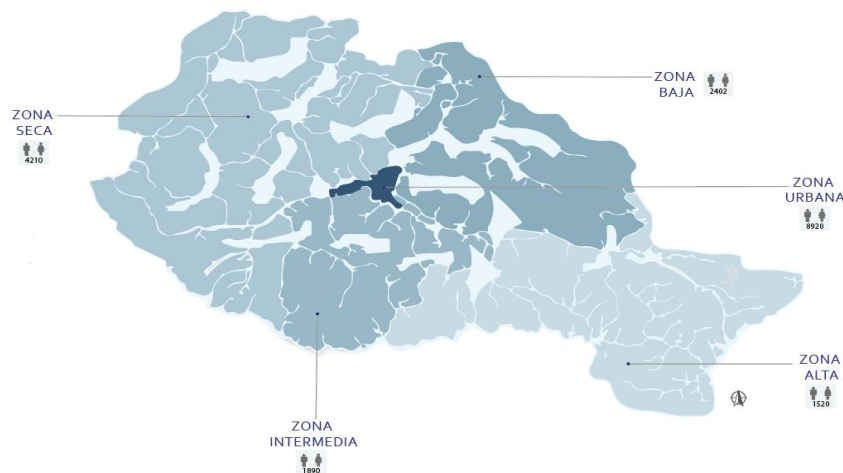 ZONA
BAJA
2402
ZONA
SECA
4210
ZONA
URBANA
8920
ZONA
ALTA
1520
ZONA
INTERMEDIA
1890